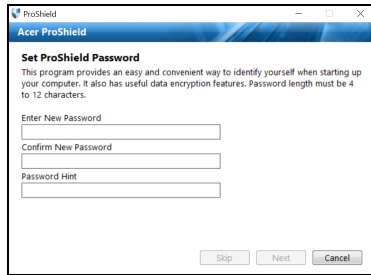 ProShield
Acer ProShield
Set ProShield Password
This program provides an easy and convenient way to identify yourself when starting up
your computer. It also has useful data encryption features. Password length must be 4
to 12 characters.
Enter New Password
Confirm New Password
Password Hint
Skip Next Cancel